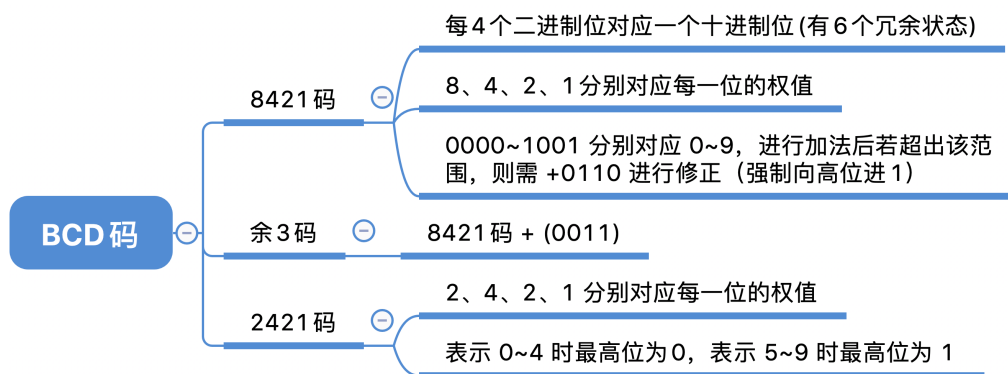 BCD码
8421码
每4个二进制位对应一个十进制位(有6个冗余状态)
8、4、2、1分别对应每一位的权值
0000~1001 分别对应 0~9，进行加法后若超出该范
围，则需 +0110 进行修正（强制向高位进1）
余3码
8421码 + (0011)
2421码
2、4、2、1 分别对应每一位的权值
表示 0~4 时最高位为0，表示 5~9 时最高位为 1